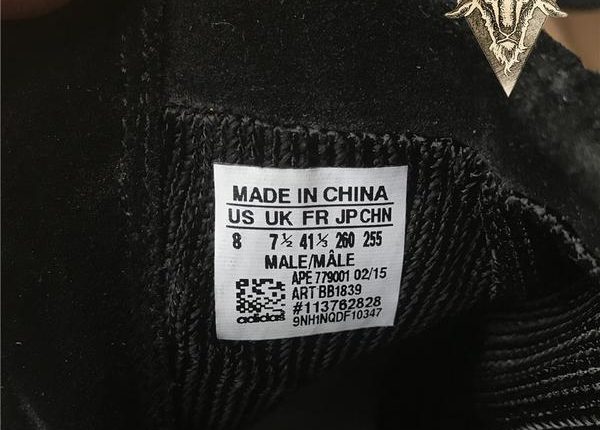 MADE IN CHINA
US UK FR JP CHN
8 7½ 41⅓ 260 255
MALE/MÂLE
APE 779001 02/15
ART BB1839
#113762828
adidas 9NH1NQDF10347